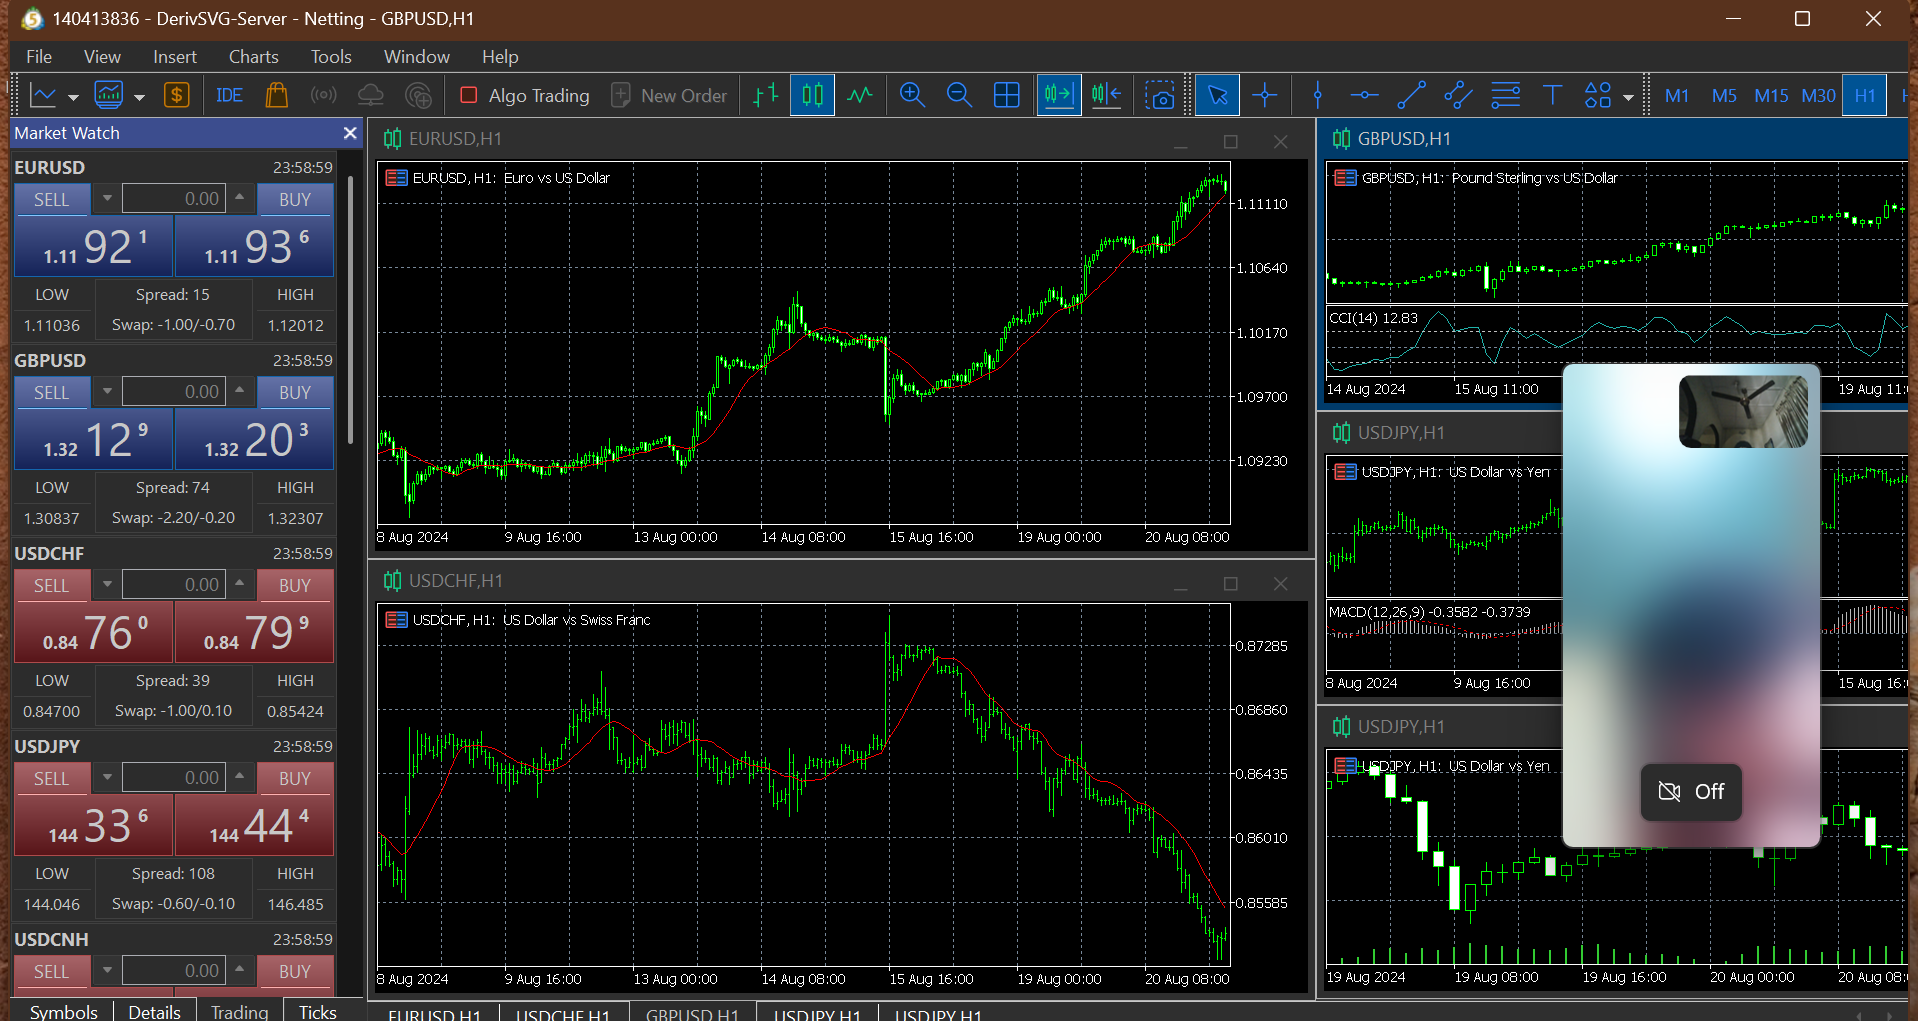 140413836 - DerivSVG-Server - Netting - GBPUSD,H1
File View Insert Charts Tools Window Help
IDE Algo Trading New Order M1 M5 M15 M30 H1
Market Watch
EURUSD 23:58:59
SELL 0.00 BUY
1.11 92 1 1.11 93 6
LOW Spread: 15 HIGH
1.11036 Swap: -1.00/-0.70 1.12012
GBPUSD 23:58:59
SELL 0.00 BUY
1.32 12 9 1.32 20 3
LOW Spread: 74 HIGH
1.30837 Swap: -2.20/-0.20 1.32307
USDCHF 23:58:59
SELL 0.00 BUY
0.84 76 0 0.84 79 9
LOW Spread: 39 HIGH
0.84700 Swap: -1.00/0.10 0.85424
USDJPY 23:58:59
SELL 0.00 BUY
144 33 6 144 44 4
LOW Spread: 108 HIGH
144.046 Swap: -0.60/-0.10 146.485
USDCNH 23:58:59
SELL 0.00 BUY
Symbols Details Trading Ticks
EURUSD,H1
EURUSD, H1: Euro vs US Dollar
1.11110
1.10640
1.10170
1.09700
1.09230
8 Aug 2024 9 Aug 16:00 13 Aug 00:00 14 Aug 08:00 15 Aug 16:00 19 Aug 00:00 20 Aug 08:00
USDCHF,H1
USDCHF, H1: US Dollar vs Swiss Franc
0.87285
0.86860
0.86435
0.86010
0.85585
8 Aug 2024 9 Aug 16:00 13 Aug 00:00 14 Aug 08:00 15 Aug 16:00 19 Aug 00:00 20 Aug 08:00
GBPUSD,H1
GBPUSD, H1: Pound Sterling vs US Dollar
CCI(14) 12.83
14 Aug 2024 15 Aug 11:00 19 Aug 11:
USDJPY,H1
USDJPY, H1: US Dollar vs Yen
MACD(12,26,9) -0.3582 -0.3739
8 Aug 2024 9 Aug 16:00 15 Aug 16:
USDJPY,H1
USDJPY, H1: US Dollar vs Yen
Off
19 Aug 2024 19 Aug 08:00 19 Aug 16:00 20 Aug 00:00 20 Aug 08:
EURUSD,H1 USDCHF,H1 GBPUSD,H1 USDJPY,H1 USDJPY,H1